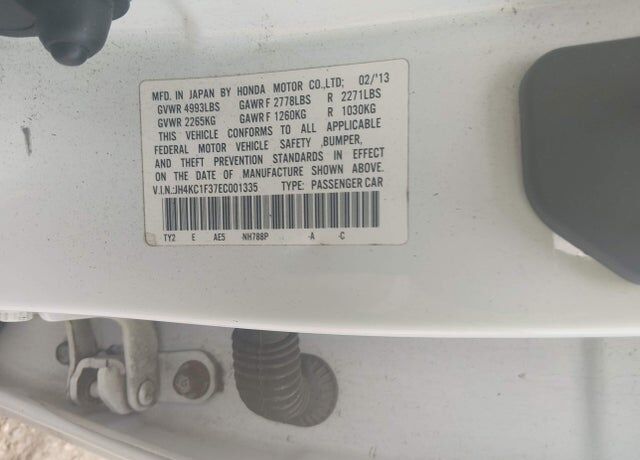 MFD. IN JAPAN BY HONDA MOTOR CO.,LTD; 02/'13
GVWR 4993LBS GAWR F 2778LBS R 2271LBS
GVWR 2265KG GAWR F 1260KG R 1030KG
THIS VEHICLE CONFORMS TO ALL APPLICABLE
FEDERAL MOTOR VEHICLE SAFETY ,BUMPER,
AND THEFT PREVENTION STANDARDS IN EFFECT
ON THE DATE OF MANUFACTURE SHOWN ABOVE.
V.I.N.:JH4KC1F37EC001335 TYPE: PASSENGER CAR
TY2 E AE5 NH788P -A -C